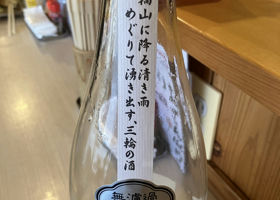 山に降る清き雨
めぐりて湧き出す、三輪の酒
無濾過